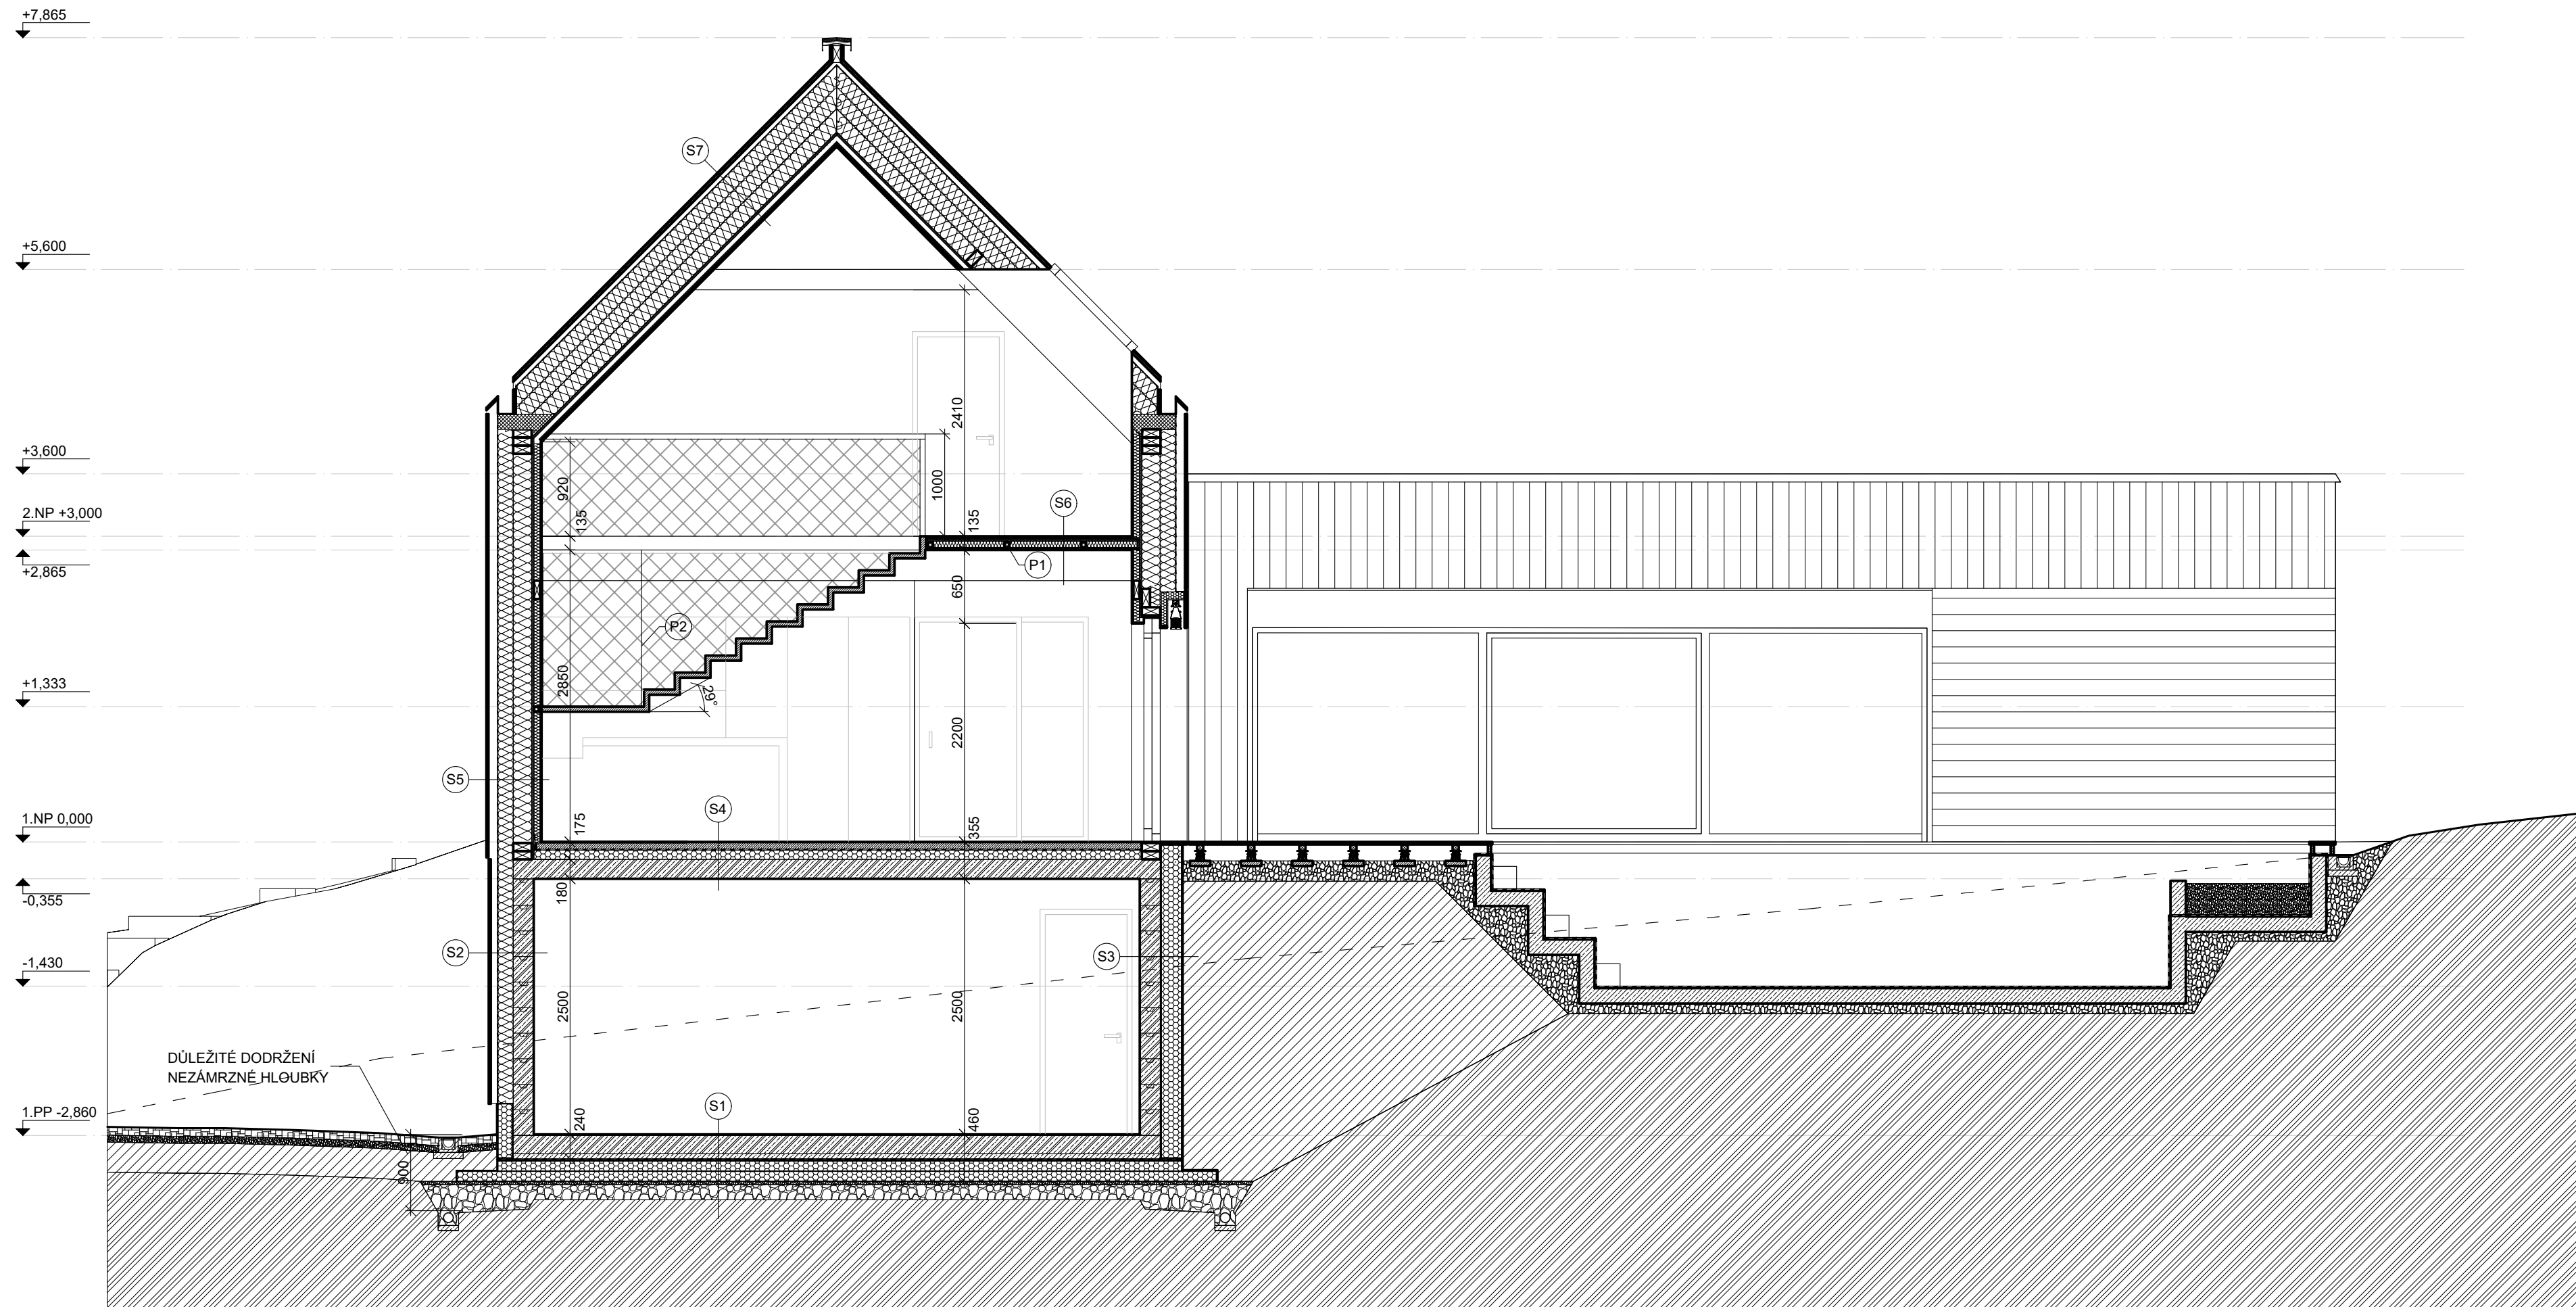 +7,865
S7
+5,600
2410
+3,600
920
1000
S6
2.NP +3,000
135
135
+2,865
P1
650
P2
2850
29°
+1,333
2200
S5
S4
175
355
1.NP 0,000
180
-0,355
S2
S3
-1,430
2500
2500
DŮLEŽITÉ DODRŽENÍ
NEZÁMRZNÉ HLOUBKY
1.PP -2,860
S1
240
460
900